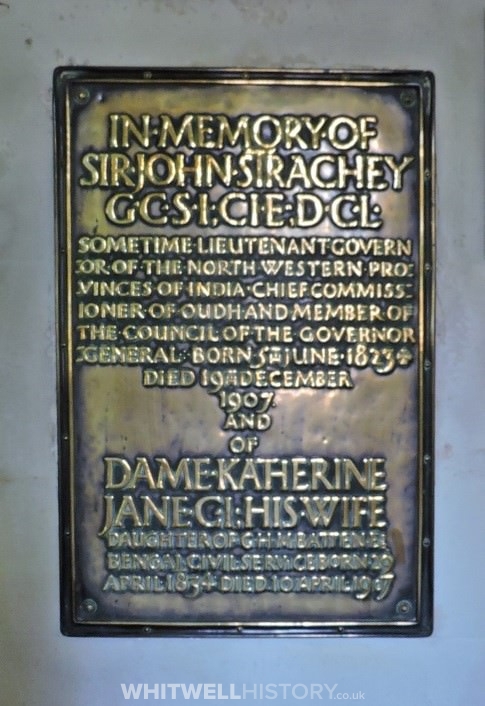 IN·MEMORY·OF
SIR·JOHN·STRACHEY
G·C·S·I;C·I·E;D·C·L:
SOMETIME·LIEUTENANT·GOVERN
:OR·OF·THE·NORTH·WESTERN·PRO:
:VINCES·OF·INDIA·CHIEF·COMMISS:
IONER·OF·OUDH·AND·MEMBER·OF
THE·COUNCIL·OF·THE·GOVERNOR
:GENERAL: BORN·5TH·JUNE·1823+
DIED·19TH·DECEMBER
1907.
AND
OF
DAME·KATHERINE
JANE·C·I·HIS·WIFE
DAUGHTER·OF·G·H·M·BATTEN
BENGAL·CIVIL·SERVICE·BORN·29
APRIL·DIED·10·APRIL
WHITWELLHISTORY.co.uk